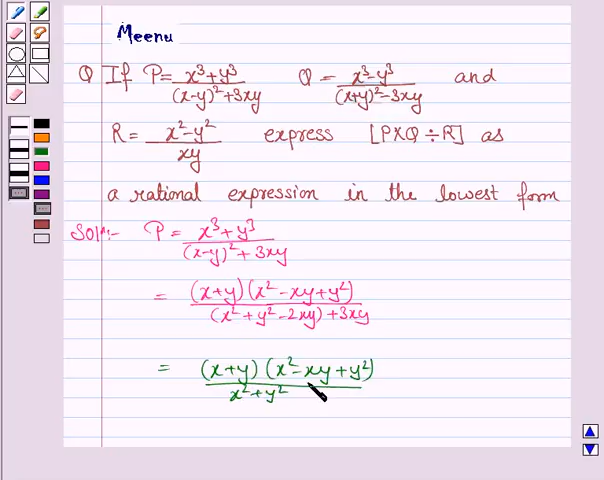 Meenu
Q If P = x³+y³/(x-y)²+3xy Q = x³-y³/(x+y)²-3xy and
R = x²-y²/xy express [P×Q÷R] as
a rational expression in the lowest form
Solⁿ:- P = x³+y³/(x-y)²+3xy
= (x+y)(x²-xy+y²)/(x²+y²-2xy)+3xy
= (x+y)(x²-xy+y²)/x²+y²